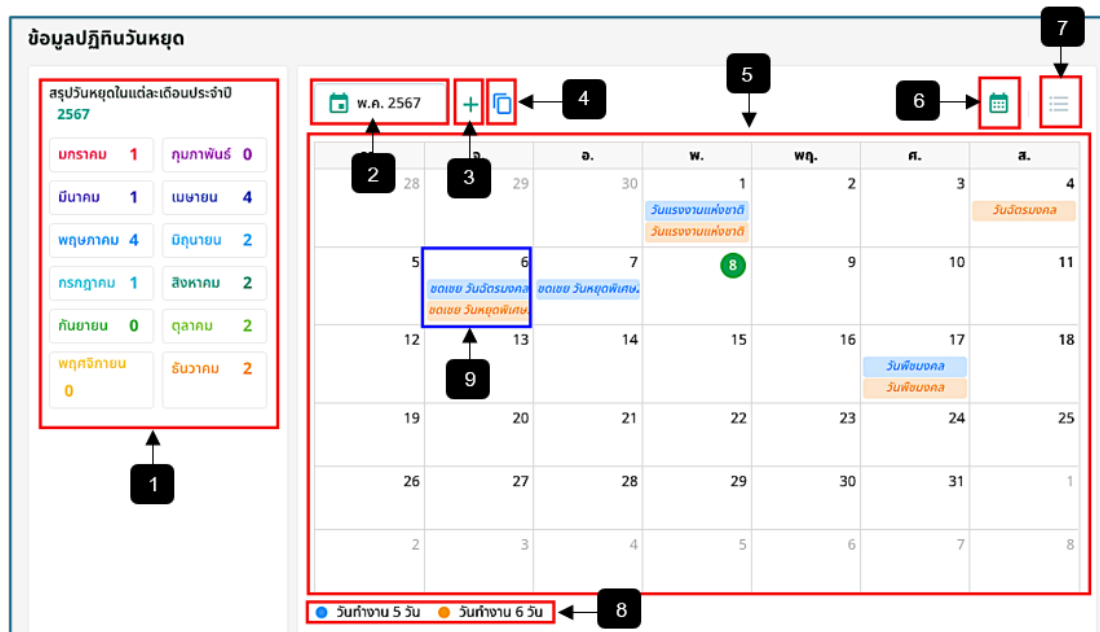 ข้อมูลปฏิทินวันหยุด
7
สรุปวันหยุดในแต่ละเดือนประจำปี
2567
มกราคม 1 กุมภาพันธ์ 0
มีนาคม 1 เมษายน 4
พฤษภาคม 4 มิถุนายน 2
กรกฎาคม 1 สิงหาคม 2
กันยายน 0 ตุลาคม 2
พฤศจิกายน
0
ธันวาคม 2
1
พ.ค. 2567
4
5
6
2
3
อ. พ. พฤ. ศ. ส.
28 29 30 1 2 3 4
วันแรงงานแห่งชาติ วันฉัตรมงคล
วันแรงงานแห่งชาติ
5 6 7 8 9 10 11
ชดเชย วันฉัตรมงคล ชดเชย วันหยุดพิเศษ
ชดเชย วันหยุดพิเศษ
12 13 14 15 16 17 18
วันพืชมงคล
วันพืชมงคล
9
19 20 21 22 23 24 25
26 27 28 29 30 31 1
2 3 4 5 6 7 8
วันทำงาน 5 วัน วันทำงาน 6 วัน
8